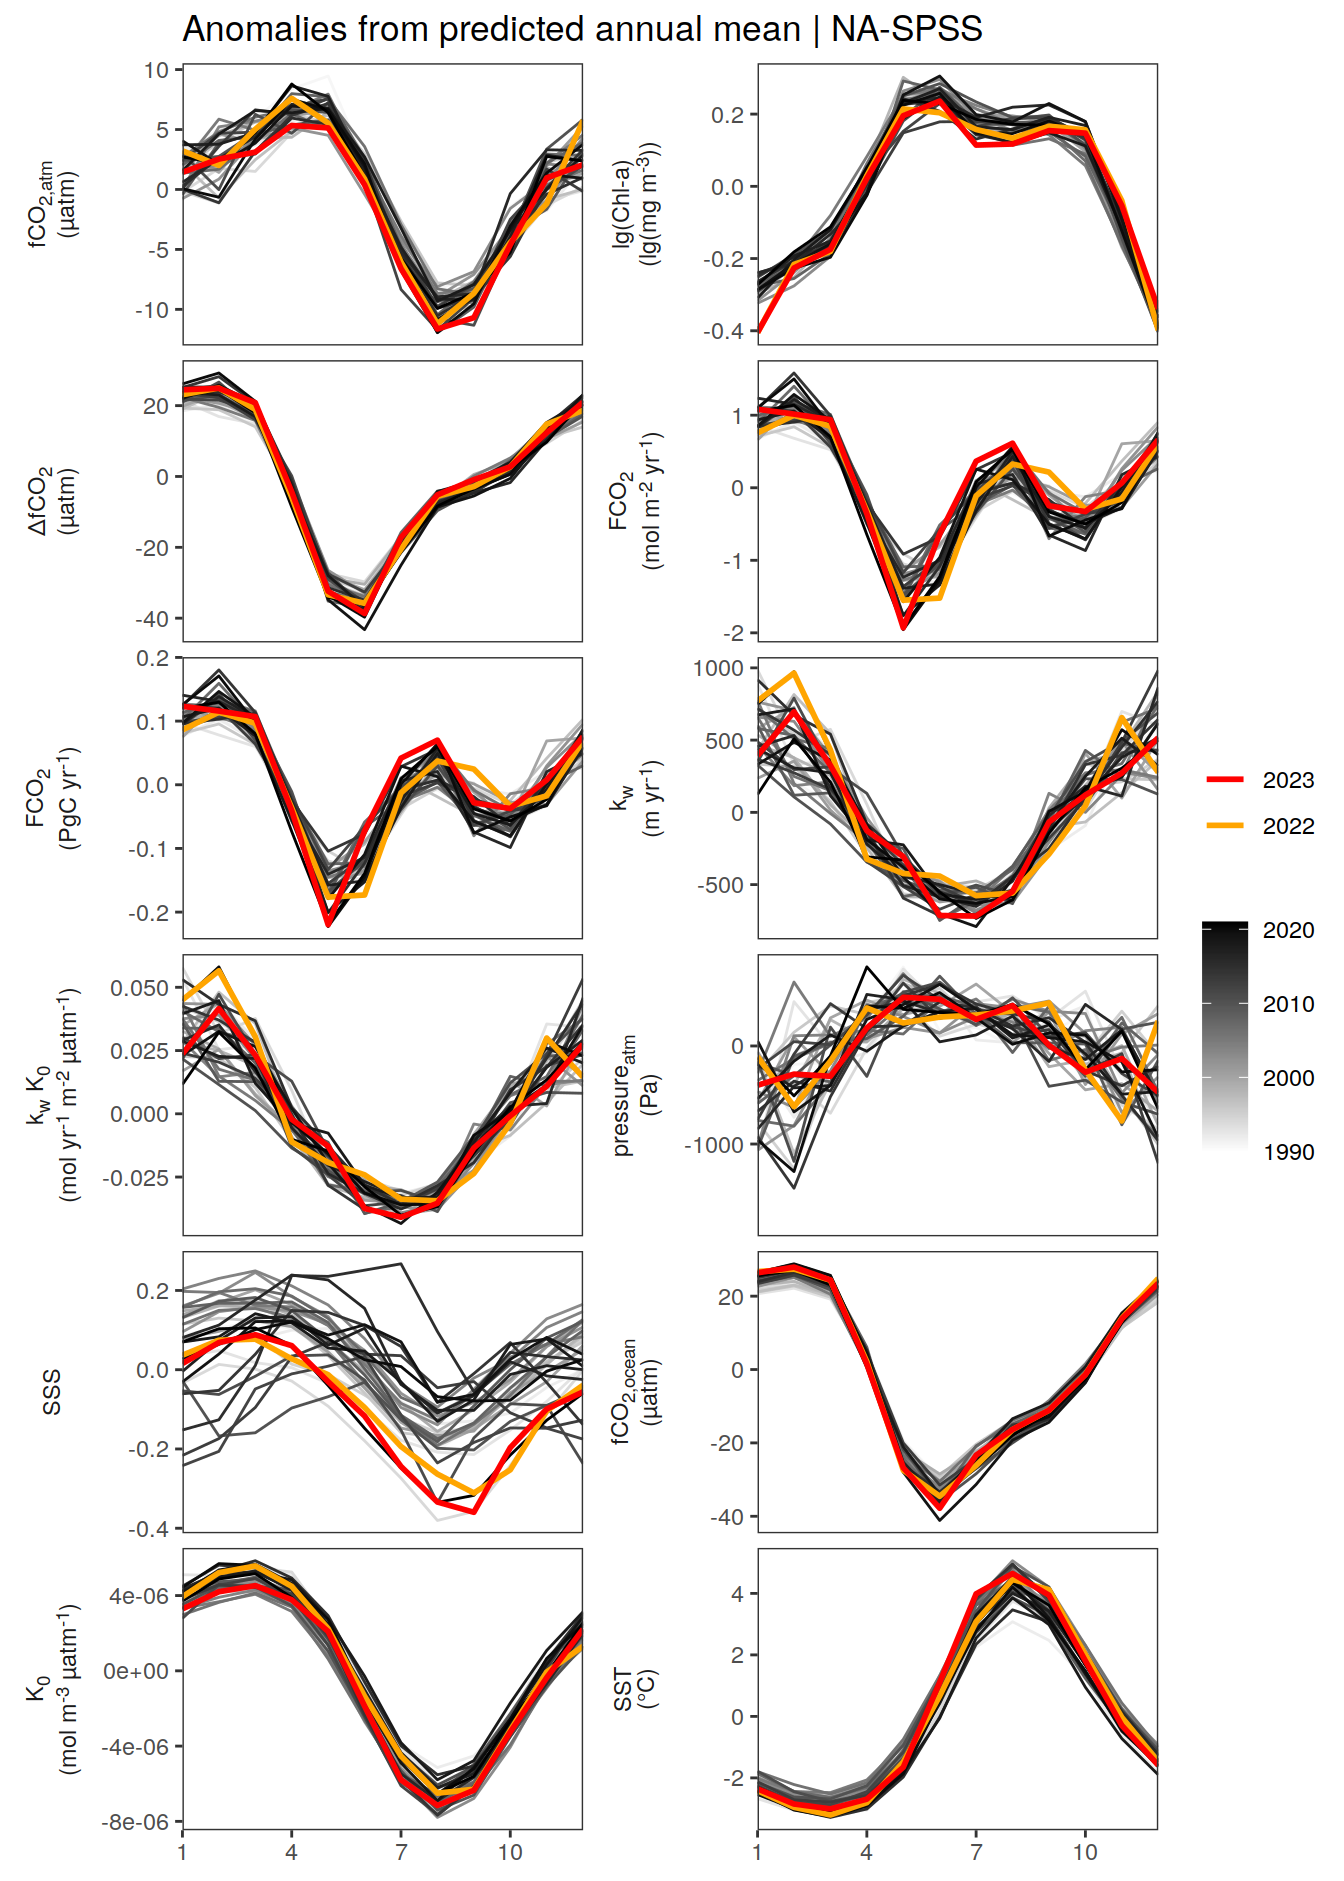 Anomalies from predicted annual mean | NA-SPSS
fCO2,atm
(µatm)
10
5
0
-5
-10
lg(Chl-a)
(lg(mg m-3))
0.2
0.0
-0.2
-0.4
ΔfCO2
(µatm)
20
0
-20
-40
FCO2
(mol m-2 yr-1)
1
0
-1
-2
FCO2
(PgC yr-1)
0.2
0.1
0.0
-0.1
-0.2
kw
(m yr-1)
1000
500
0
-500
kw K0
(mol yr-1 m-2 µatm-1)
0.050
0.025
0.000
-0.025
pressureatm
(Pa)
0
-1000
SSS
0.2
0.0
-0.2
-0.4
fCO2,ocean
(µatm)
20
0
-20
-40
K0
(mol m-3 µatm-1)
4e-06
0e+00
-4e-06
-8e-06
1 4 7 10
SST
(°C)
4
2
0
-2
1 4 7 10
2023
2022
2020
2010
2000
1990